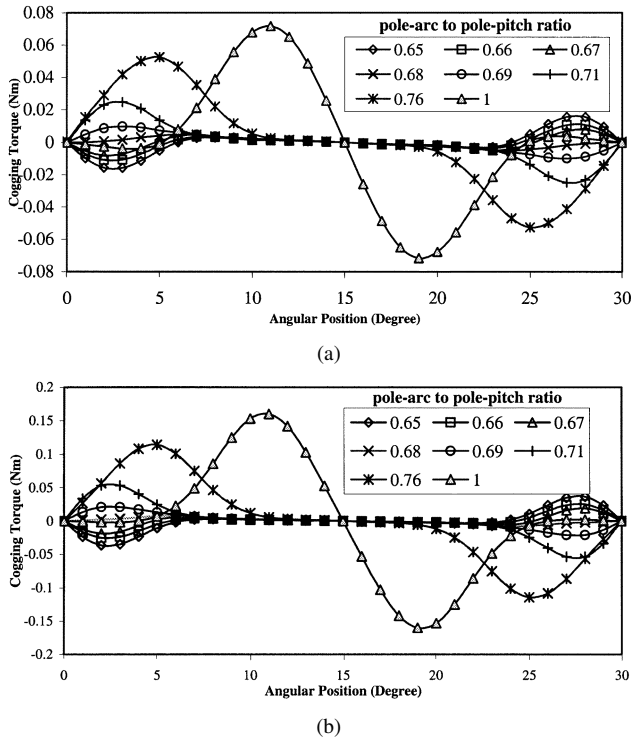 0.08
0.06
0.04
0.02
0
-0.02
-0.04
-0.06
-0.08
Cogging Torque (Nm)
pole-arc to pole-pitch ratio
0.65 0.66 0.67
0.68 0.69 0.71
0.76 1
0 5 10 15 20 25 30
Angular Position (Degree)
(a)
0.2
0.15
0.1
0.05
0
-0.05
-0.1
-0.15
-0.2
Cogging Torque (Nm)
pole-arc to pole-pitch ratio
0.65 0.66 0.67
0.68 0.69 0.71
0.76 1
0 5 10 15 20 25 30
Angular Position (Degree)
(b)